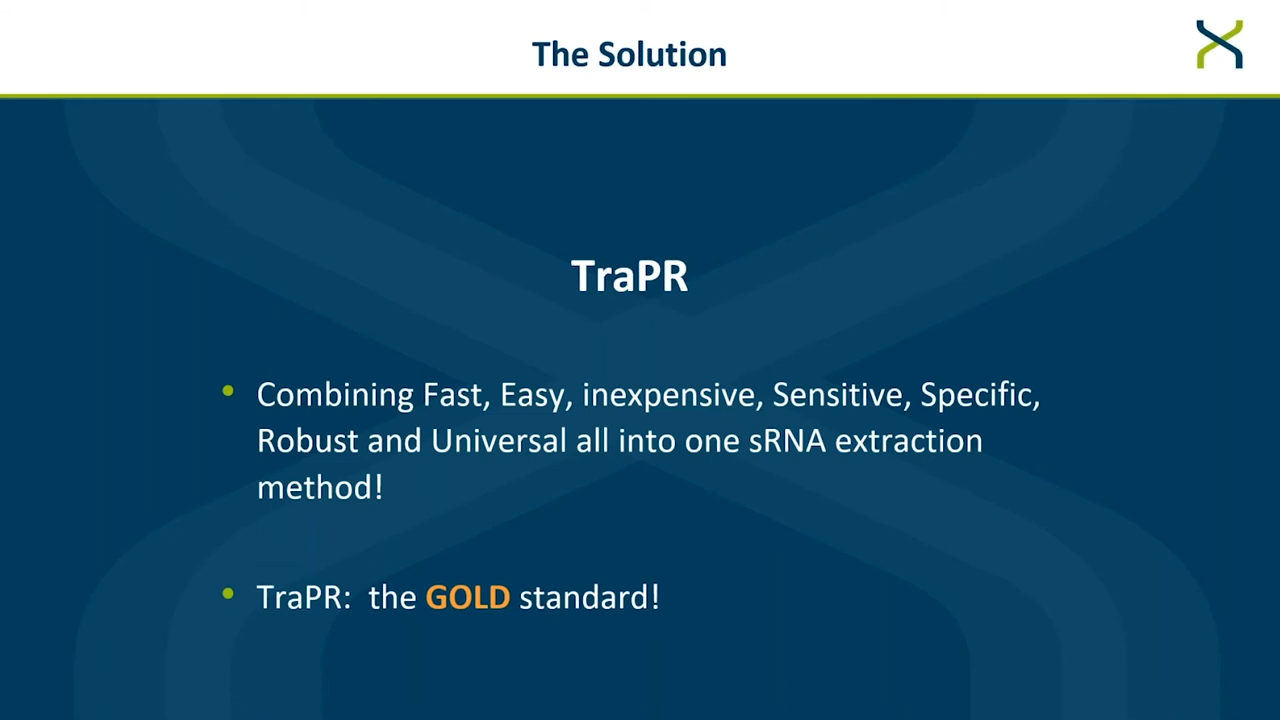 The Solution
TraPR
• Combining Fast, Easy, inexpensive, Sensitive, Specific,
Robust and Universal all into one sRNA extraction
method!
• TraPR:  the GOLD standard!